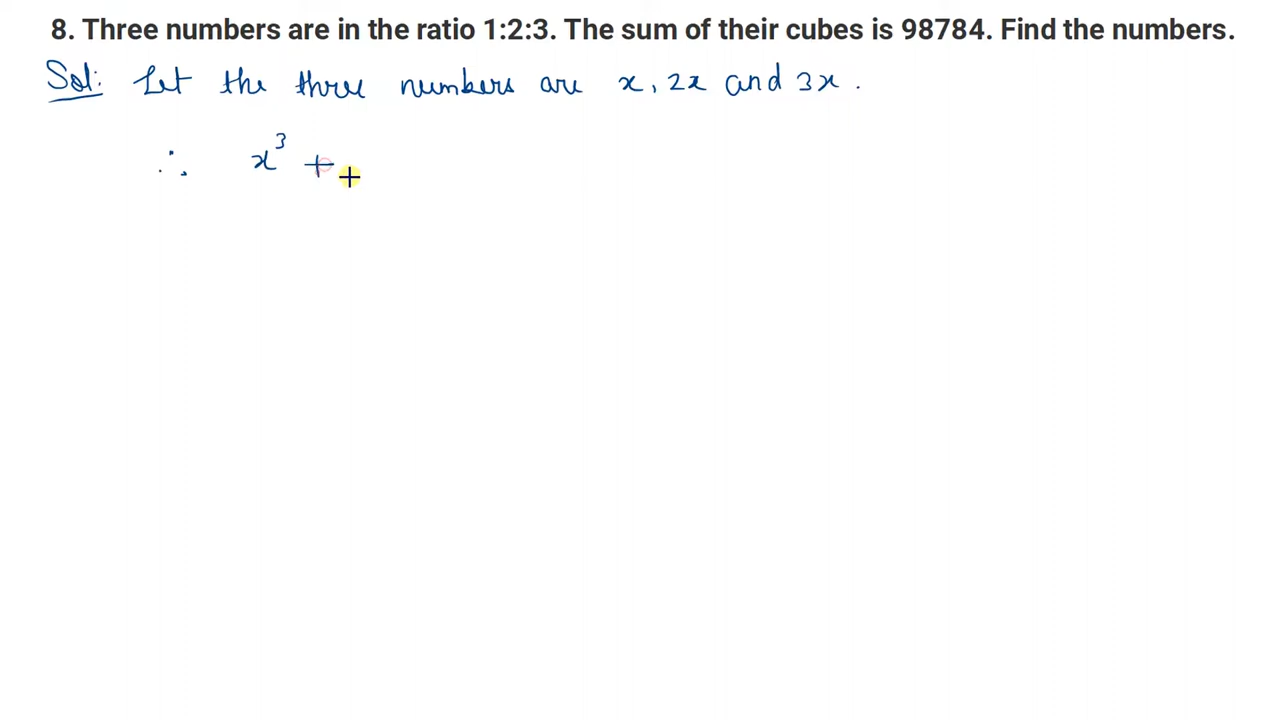 8. Three numbers are in the ratio 1:2:3. The sum of their cubes is 98784. Find the numbers.
Sol: Let the three numbers are x, 2x and 3x.
∴ x³ +